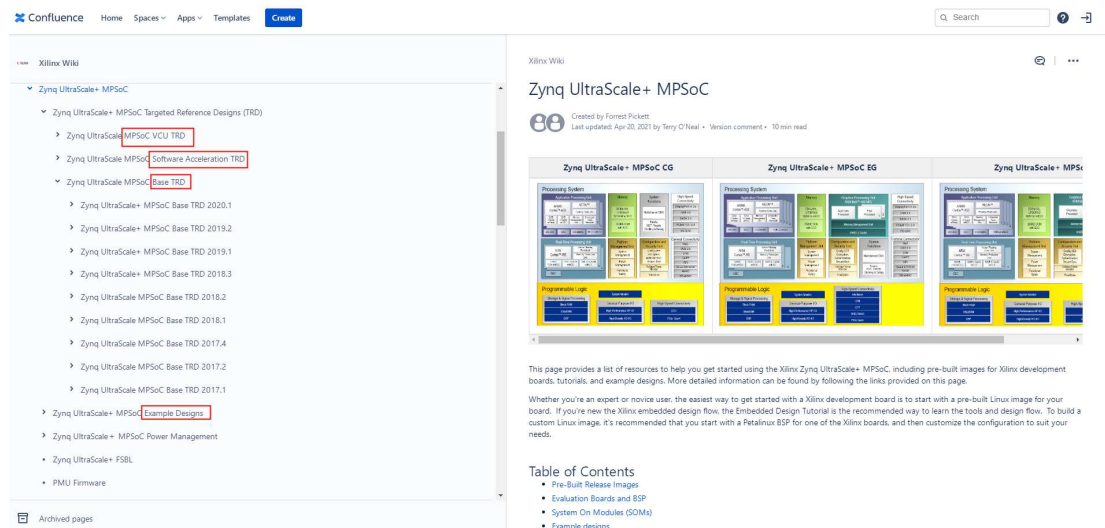 Confluence Home Spaces Apps Templates Create Search
Xilinx Wiki
Zynq UltraScale+ MPSoC
Zynq UltraScale+ MPSoC Targeted Reference Designs (TRD)
Zynq UltraScale MPSoC VCU TRD
Zynq UltraScale MPSoC Software Acceleration TRD
Zynq UltraScale MPSoC Base TRD
Zynq UltraScale+ MPSoC Base TRD 2020.1
Zynq UltraScale+ MPSoC Base TRD 2019.2
Zynq UltraScale+ MPSoC Base TRD 2019.1
Zynq UltraScale+ MPSoC Base TRD 2018.3
Zynq UltraScale MPSoC Base TRD 2018.2
Zynq UltraScale MPSoC Base TRD 2018.1
Zynq UltraScale MPSoC Base TRD 2017.4
Zynq UltraScale MPSoC Base TRD 2017.2
Zynq UltraScale MPSoC Base TRD 2017.1
Zynq UltraScale+ MPSoC Example Designs
Zynq UltraScale+ MPSoC Power Management
Zynq UltraScale+ FSBL
PMU Firmware
Archived pages
Xilinx Wiki
Zynq UltraScale+ MPSoC
Created by Forrest Pickett
Last updated: Apr 20, 2021 by Terry O'Neal • Version comment • 10 min read
Zynq UltraScale+ MPSoC CG Zynq UltraScale+ MPSoC EG Zynq UltraScale+ MPSo
Processing System Processing System Processing System
Programmable Logic Programmable Logic Programmable Logic
This page provides a list of resources to help you get started using the Xilinx Zynq UltraScale+ MPSoC, including pre-built images for Xilinx development
boards, tutorials, and example designs. More detailed information can be found by following the links provided on this page.
Whether you're an expert or novice user, the easiest way to get started with a Xilinx development board is to start with a pre-built Linux image for your
board. If you're new the Xilinx embedded design flow, the Embedded Design Tutorial is the recommended way to learn the tools and design flow. To build a
custom Linux image, it's recommended that you start with a Petalinux BSP for one of the Xilinx boards, and then customize the configuration to suit your
needs.
Table of Contents
Pre-Built Release Images
Evaluation Boards and BSP
System On Modules (SOMs)
Example designs